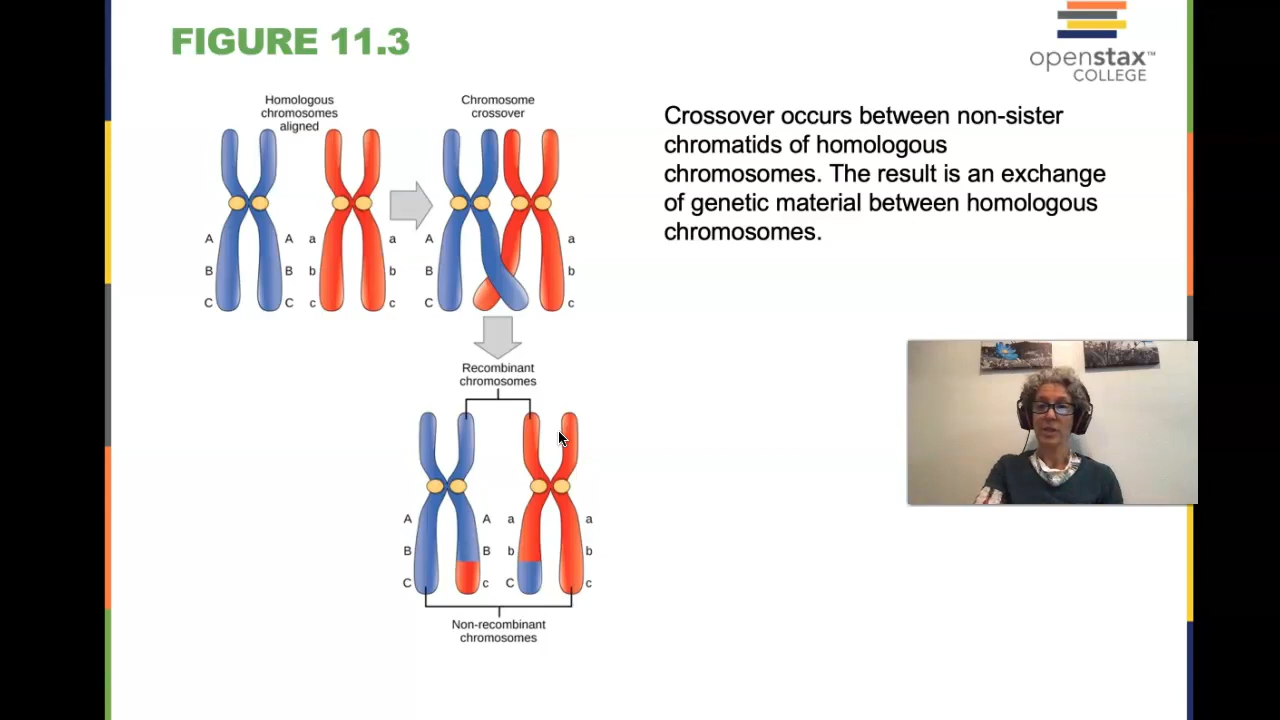 FIGURE 11.3
openstax™
COLLEGE
Homologous
chromosomes
aligned
Chromosome
crossover
Crossover occurs between non-sister
chromatids of homologous
chromosomes. The result is an exchange
of genetic material between homologous
chromosomes.
A A a a A a
B B b b B b
C C c c C c
Recombinant
chromosomes
A A a a
B B b b
C c C c
Non-recombinant
chromosomes